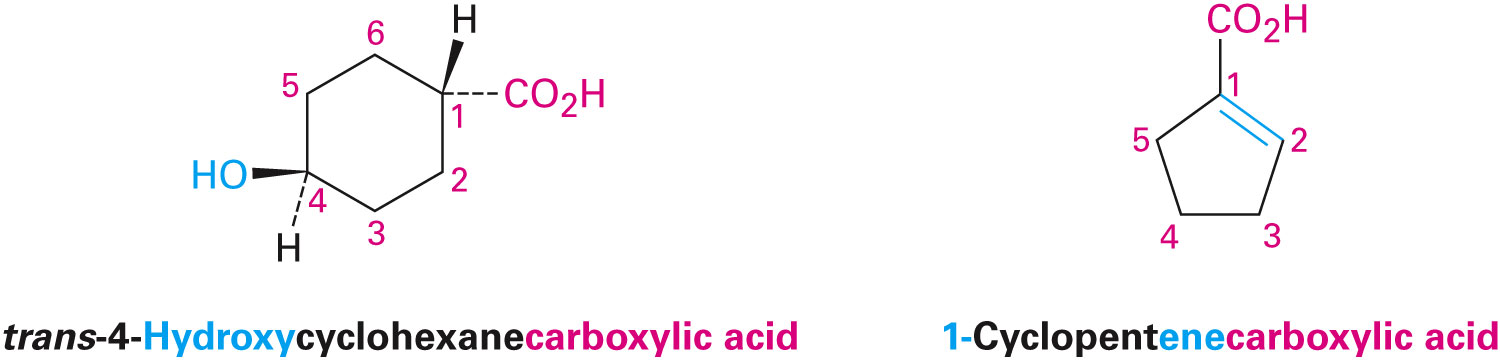 H
6
5
1
CO₂H
HO
4
2
3
H
trans-4-Hydroxycyclohexanecarboxylic acid
CO₂H
1
5
2
4
3
1-Cyclopentenecarboxylic acid